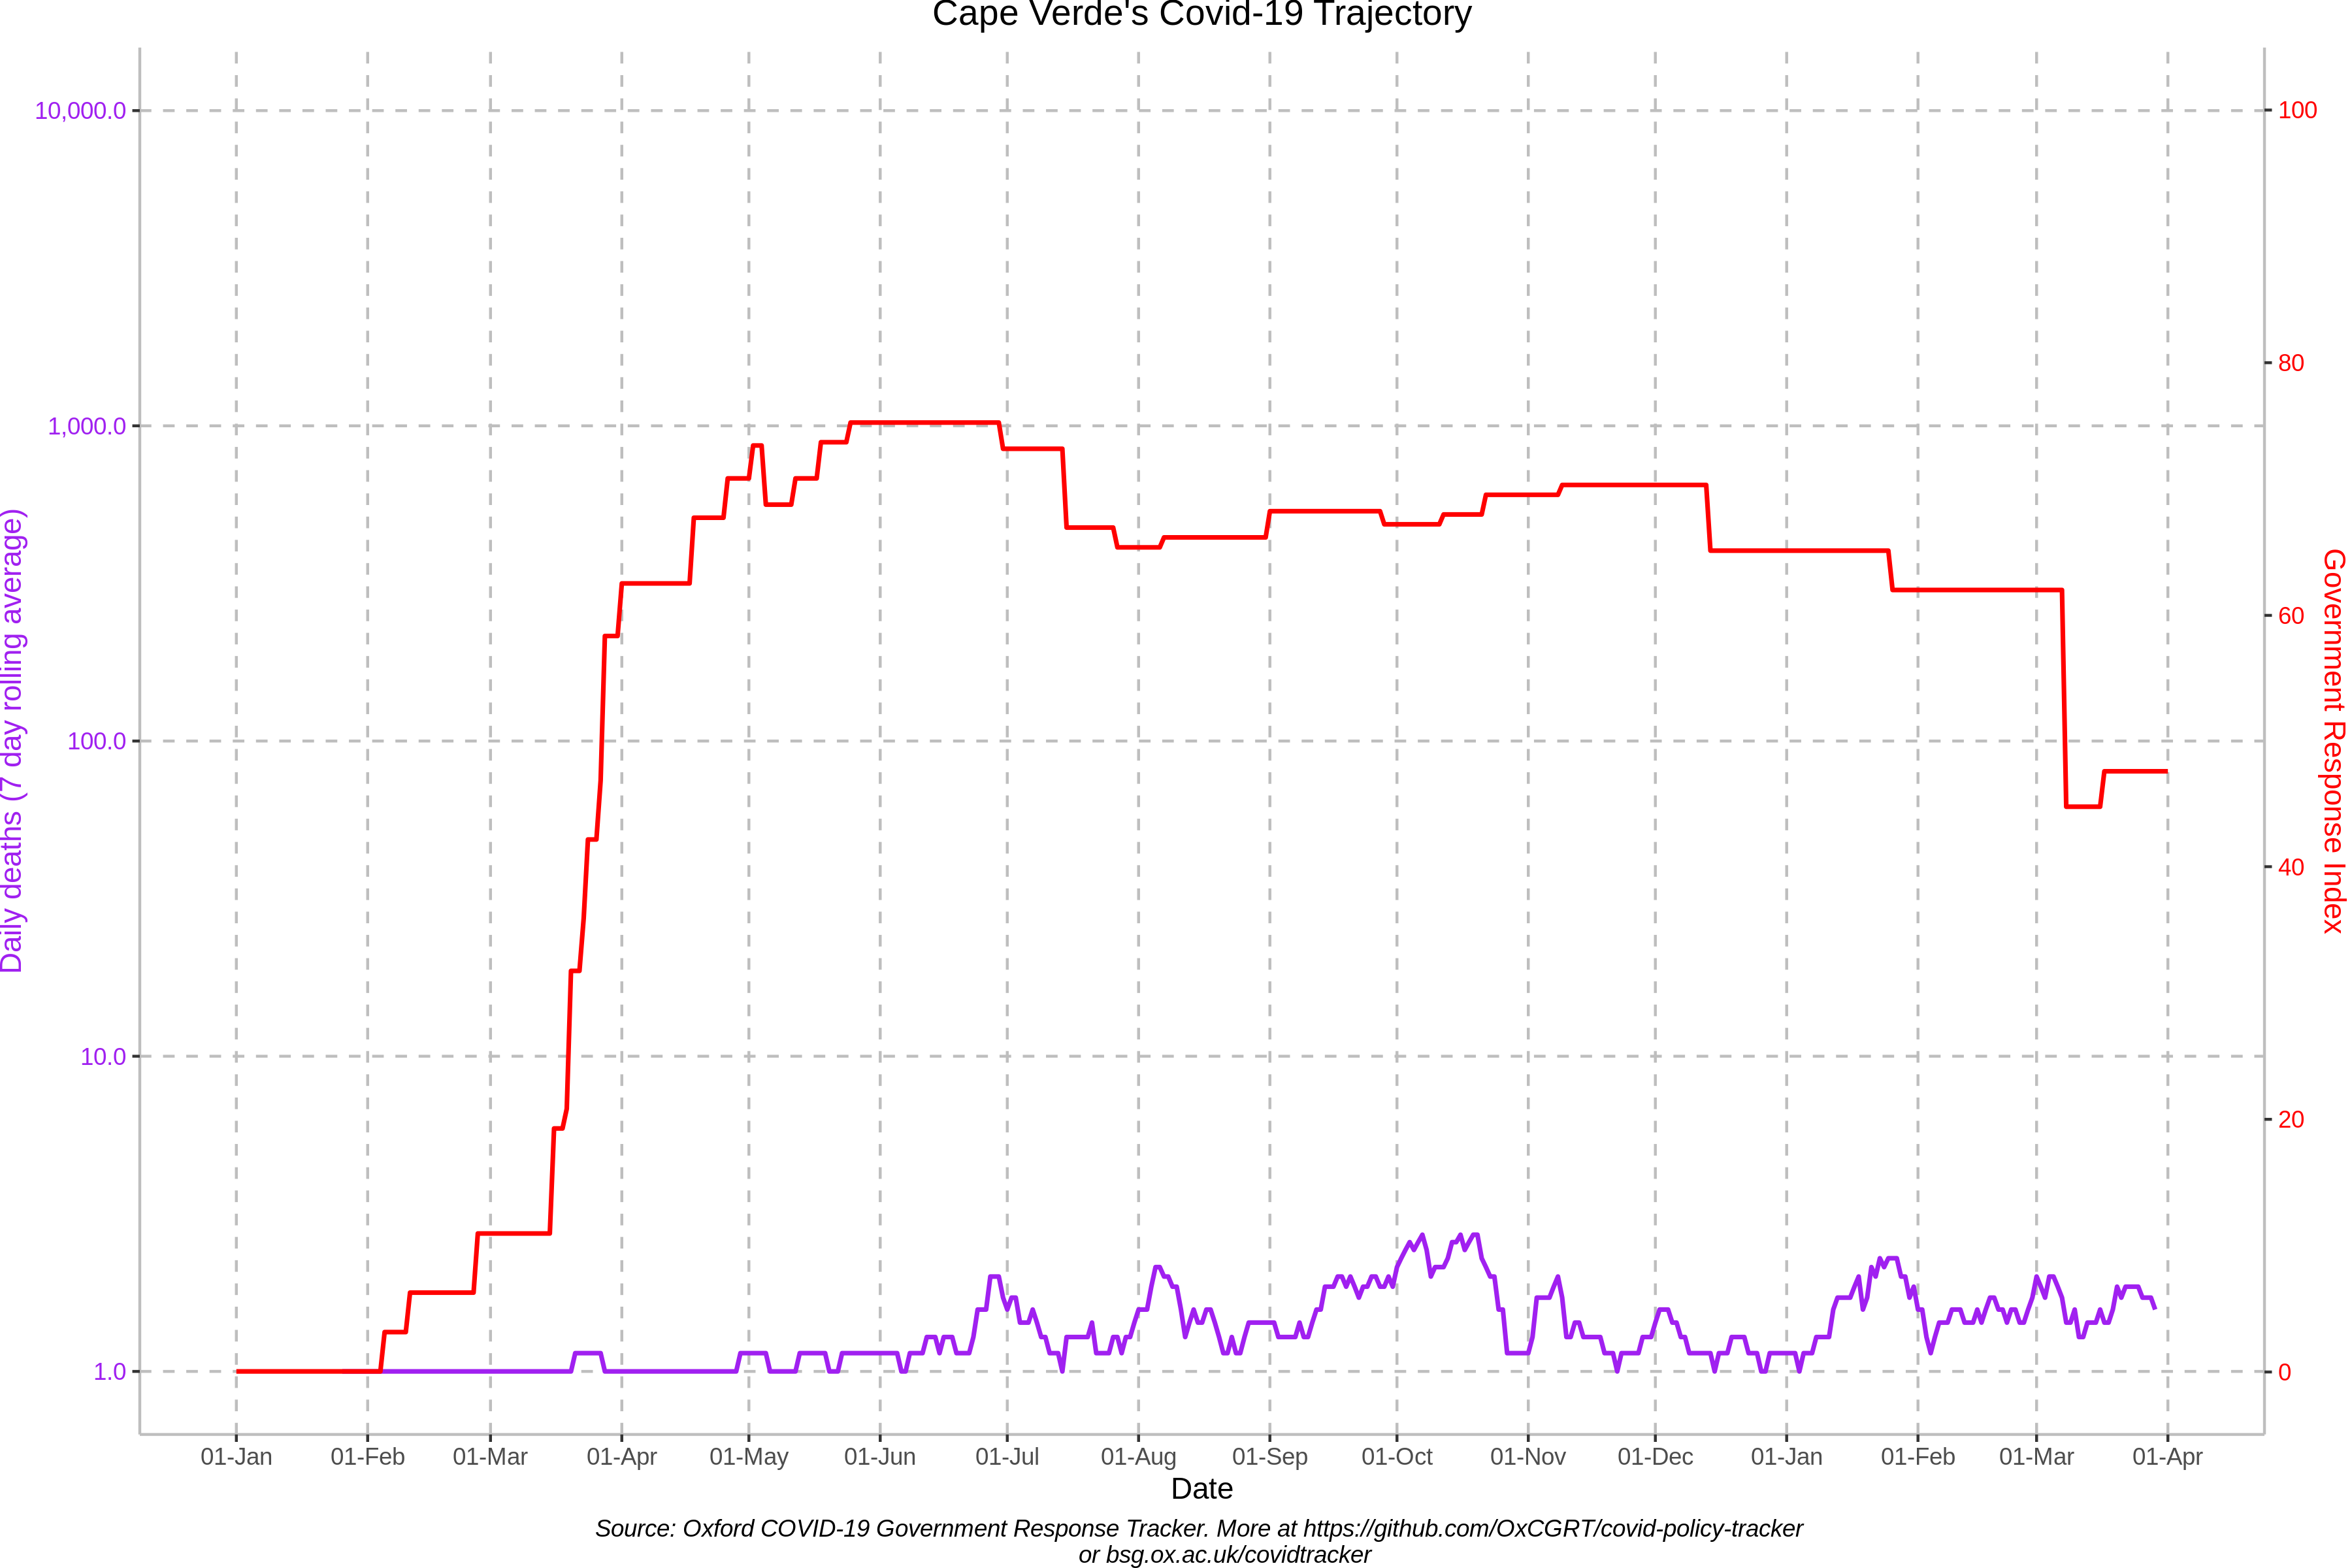 Cape Verde's Covid-19 Trajectory
10,000.0
1,000.0
100.0
10.0
1.0
Daily deaths (7 day rolling average)
100
80
60
40
20
0
Government Response Index
01-Jan 01-Feb 01-Mar 01-Apr 01-May 01-Jun 01-Jul 01-Aug 01-Sep 01-Oct 01-Nov 01-Dec 01-Jan 01-Feb 01-Mar 01-Apr
Date
Source: Oxford COVID-19 Government Response Tracker. More at https://github.com/OxCGRT/covid-policy-tracker
or bsg.ox.ac.uk/covidtracker